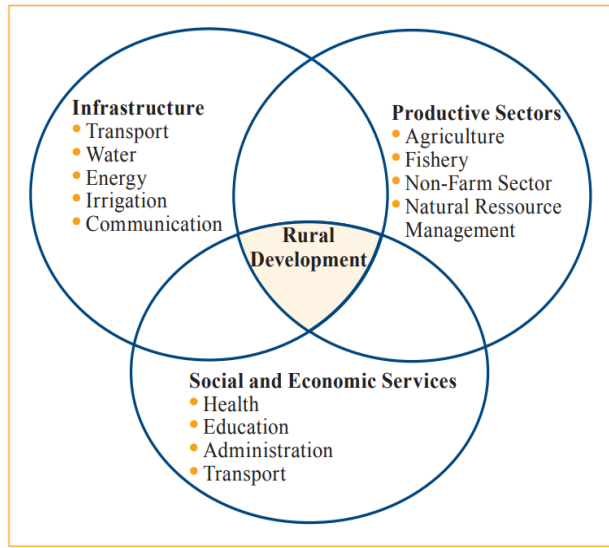 Infrastructure
• Transport
• Water
• Energy
• Irrigation
• Communication
Productive Sectors
• Agriculture
• Fishery
• Non-Farm Sector
• Natural Ressource
Management
Rural
Development
Social and Economic Services
• Health
• Education
• Administration
• Transport